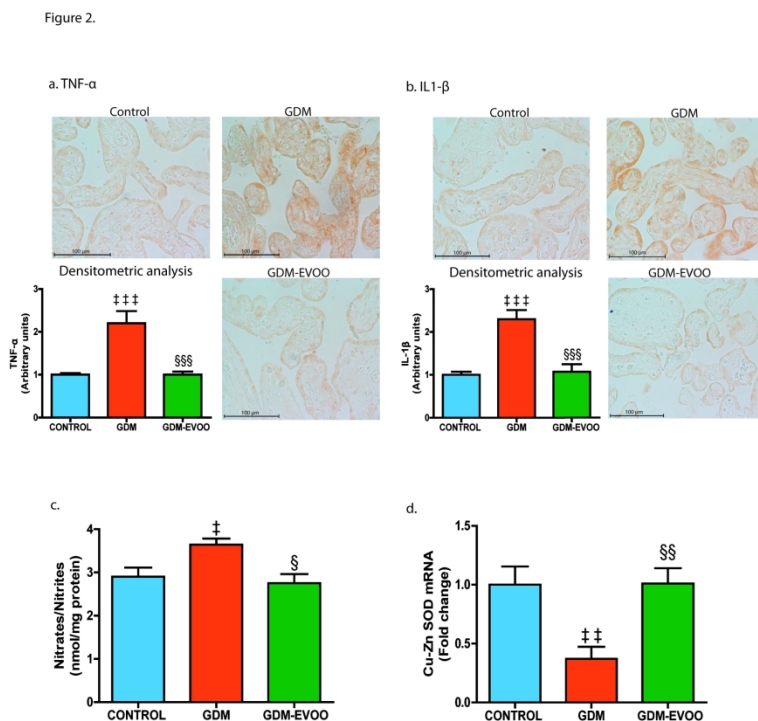 Figure 2.
a. TNF-α
b. IL1-β
Control
GDM
Control
GDM
100 µm
100 µm
100 µm
100 µm
Densitometric analysis
GDM-EVOO
Densitometric analysis
GDM-EVOO
TNF-α
(Arbitrary units)
3
2
1
0
‡‡‡
§§§
CONTROL
GDM
GDM-EVOO
100 µm
IL-1β
(Arbitrary units)
3
2
1
0
‡‡‡
§§§
CONTROL
GDM
GDM-EVOO
100 µm
c.
Nitrates/Nitrites
(nmol/mg protein)
4
3
2
1
0
‡
§
CONTROL
GDM
GDM-EVOO
d.
Cu-Zn SOD mRNA
(Fold change)
1.5
1.0
0.5
0.0
‡‡
§§
CONTROL
GDM
GDM-EVOO